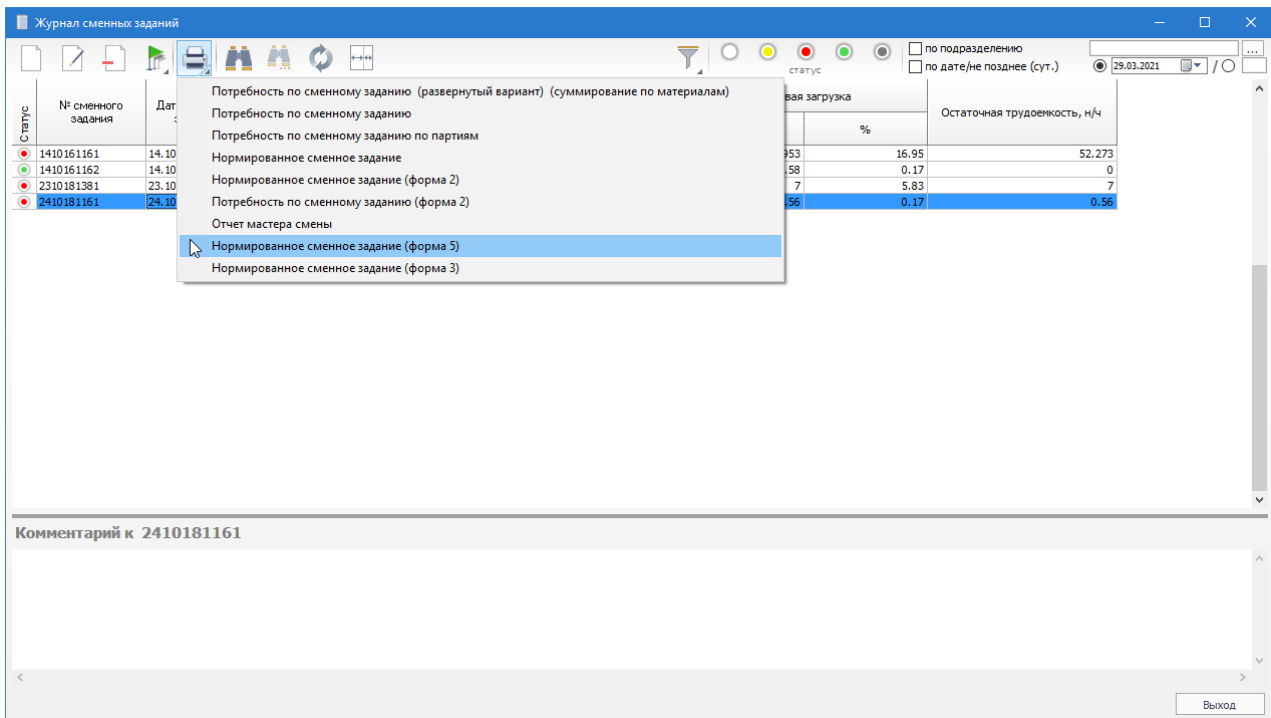 Журнал сменных заданий
по подразделению
...
статус
по дате/не позднее (сут.)
29.03.2021
/
Статус
№ сменного
задания
Дат
вая загрузка
%
Остаточная трудоемкость, н/ч
Потребность по сменному заданию (развернутый вариант) (суммирование по материалам)
Потребность по сменному заданию
Потребность по сменному заданию по партиям
Нормированное сменное задание
Нормированное сменное задание (форма 2)
Потребность по сменному заданию (форма 2)
Отчет мастера смены
Нормированное сменное задание (форма 5)
Нормированное сменное задание (форма 3)
1410161161 14.10 953 16.95 52.273
1410161162 14.10 .58 0.17 0
2310181381 23.10 7 5.83 7
2410181161 24.10 .56 0.17 0.56
Комментарий к 2410181161
Выход